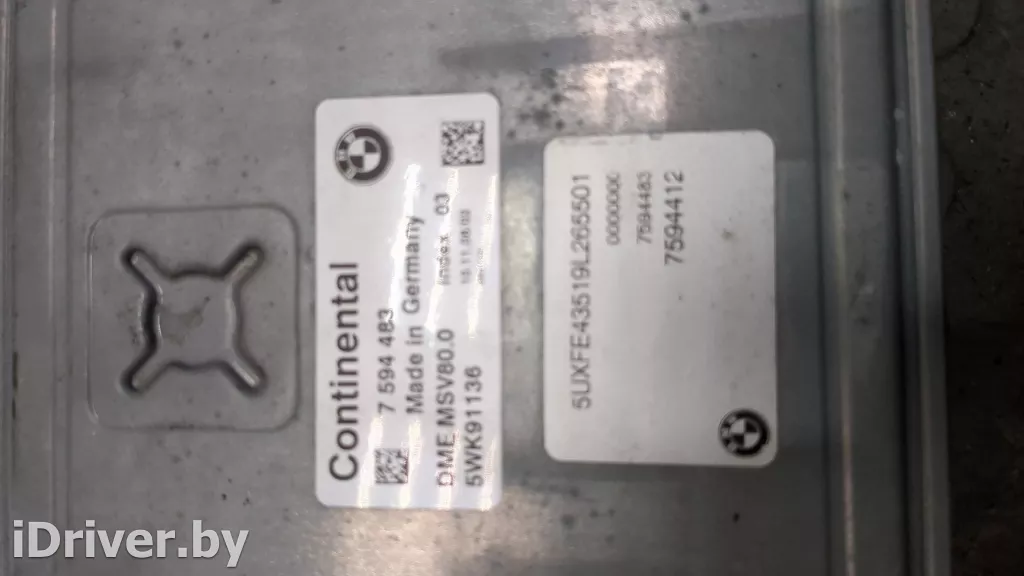 Continental
7 594 483
Made in Germany
DME MSV80.0
Index 03
5WK91136
5UXFE43519L265501
0000000
7594483
7594412
iDriver.by